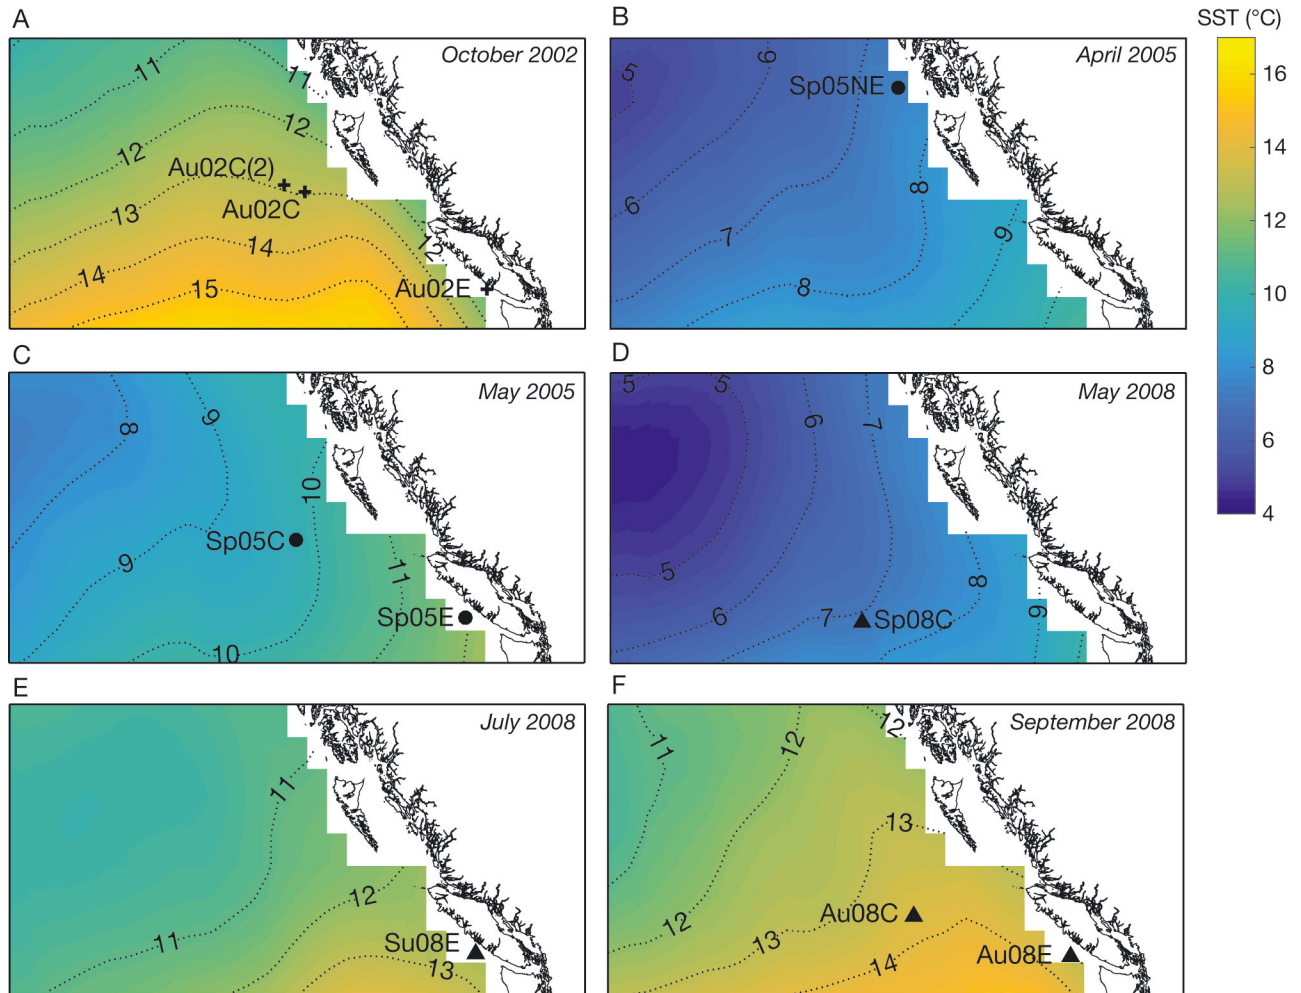 A
October 2002
11
11
12
12
Au02C(2)
Au02C
13
12
14
14
15
Au02E
B
April 2005
5
6
Sp05NE
6
8
7
9
8
SST (°C)
16
14
12
10
8
6
4
C
May 2005
8
9
10
Sp05C
9
11
Sp05E
10
D
May 2008
5
5
6
7
5
8
6
7
Sp08C
9
E
July 2008
11
12
11
Su08E
13
F
September 2008
11
12
12
13
12
Au08C
13
14
Au08E